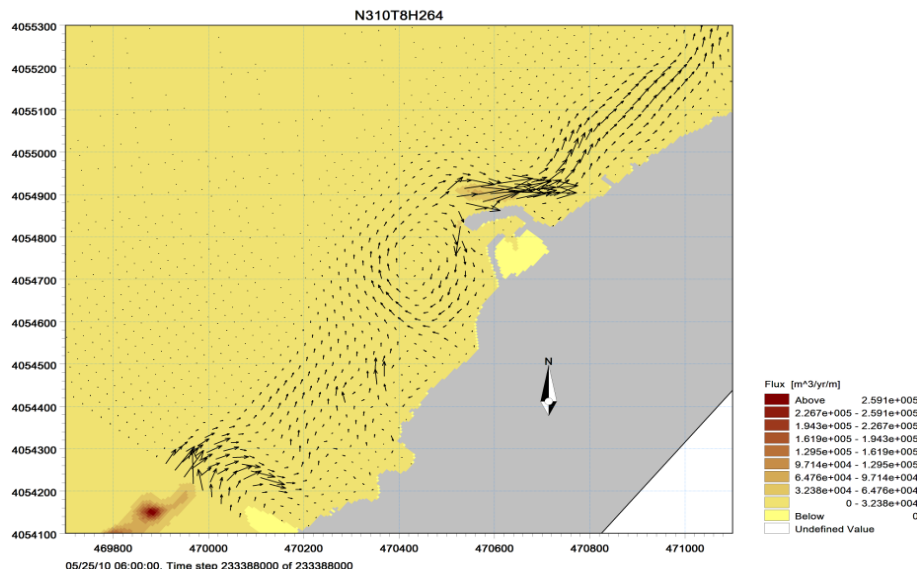 N310T8H264
4055300
4055200
4055100
4055000
4054900
4054800
4054700
4054600
4054500
4054400
4054300
4054200
4054100
469800 470000 470200 470400 470600 470800 471000
N
Flux [m^3/yr/m]
Above 2.591e+005
2.267e+005 - 2.591e+005
1.943e+005 - 2.267e+005
1.619e+005 - 1.943e+005
1.295e+005 - 1.619e+005
9.714e+004 - 1.295e+005
6.476e+004 - 9.714e+004
3.238e+004 - 6.476e+004
0 - 3.238e+004
Below 0
Undefined Value
05/25/10 06:00:00, Time step 233388000 of 233388000